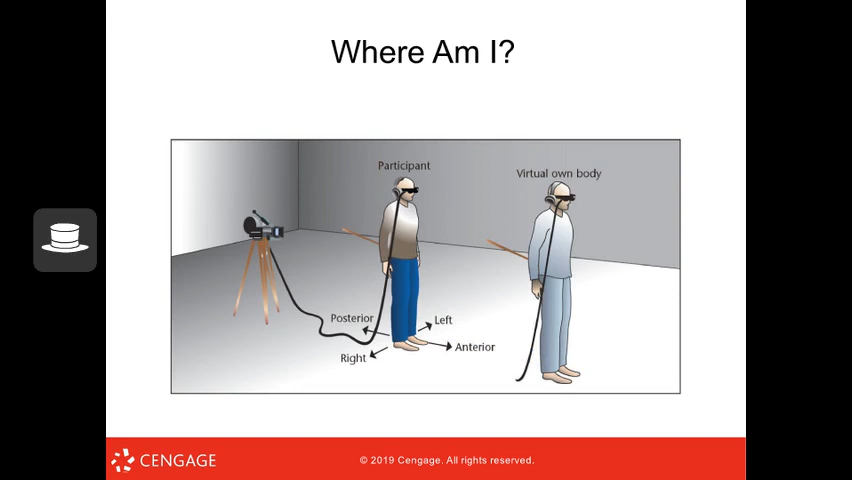 Where Am I?
Participant
Virtual own body
Posterior
Left
Right
Anterior
CENGAGE
© 2019 Cengage. All rights reserved.